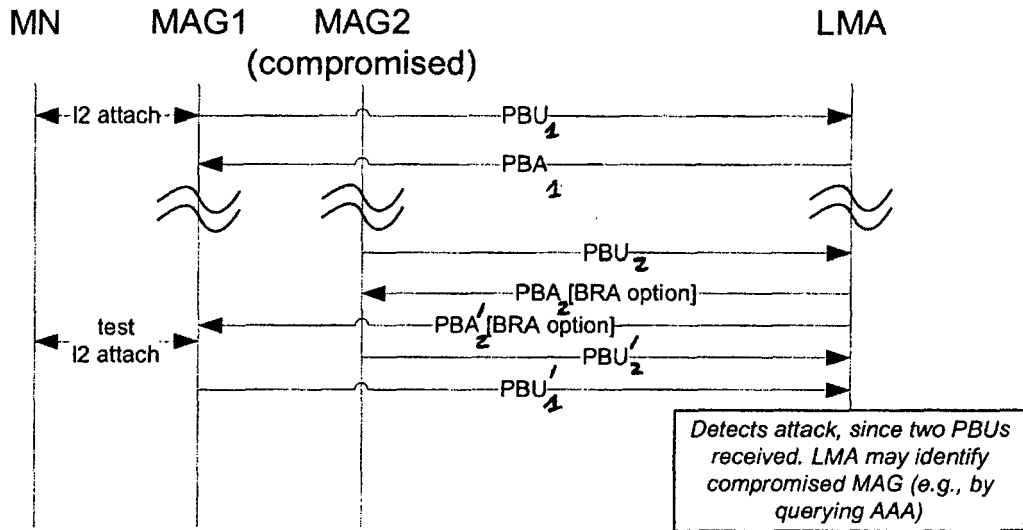 MN MAG1 MAG2 LMA
(compromised)
l2 attach PBU1
PBA1
PBU2
PBA2[BRA option]
PBA'2[BRA option]
test
l2 attach
PBU'2
PBU'1
Detects attack, since two PBUs
received. LMA may identify
compromised MAG (e.g., by
querying AAA)